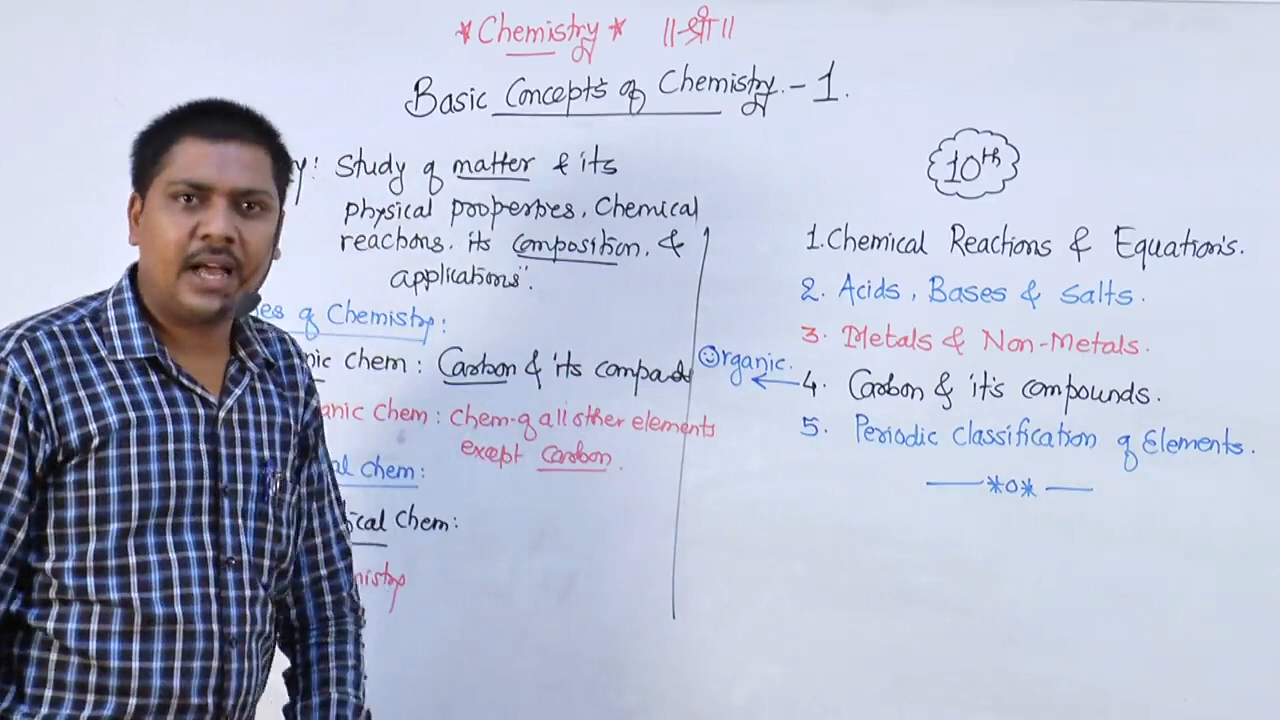 *Chemistry* ॥श्री॥
Basic Concepts of Chemistry.-1.
y: Study of matter & its
physical properties, Chemical
reactions. its composition. &
applications".
es of Chemistry:
nic chem: Carbon & its compads
anic Chem: Chem-of all other elements
except carbon.
al chem:
ical Chem:
mistry
10th
1.Chemical Reactions & Equations.
2. Acids, Bases & salts.
3. Metals & Non-Metals.
Organic.
4. Carbon & it's compounds.
5. Periodic Classification of Elements.